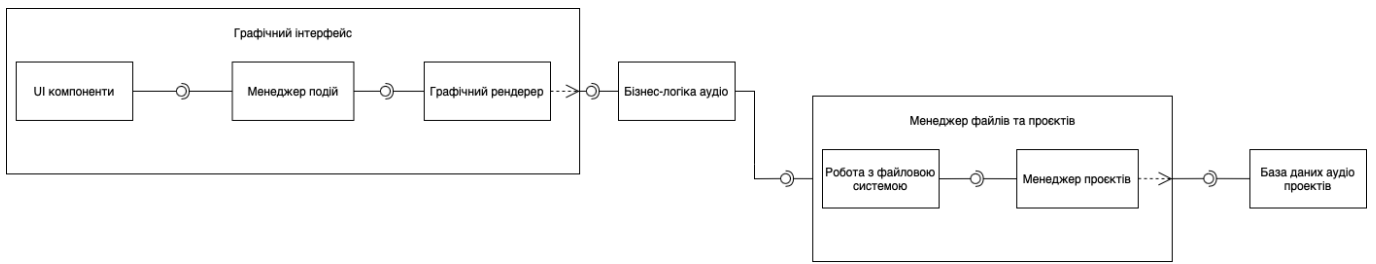 Графічний інтерфейс
UI компоненти
Менеджер подій
Графічний рендерер
Бізнес-логіка аудіо
Менеджер файлів та проєктів
Робота з файловою
системою
Менеджер проєктів
База даних аудіо
проектів